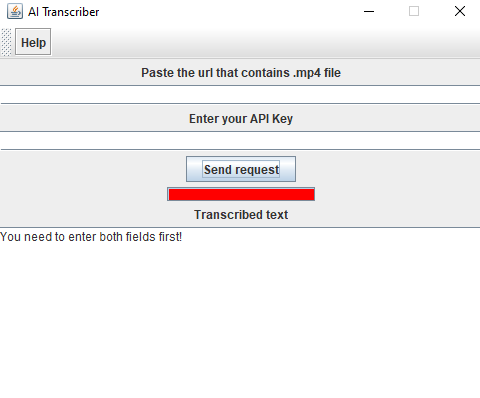 AI Transcriber
Help
Paste the url that contains .mp4 file
Enter your API Key
Send request
Transcribed text
You need to enter both fields first!